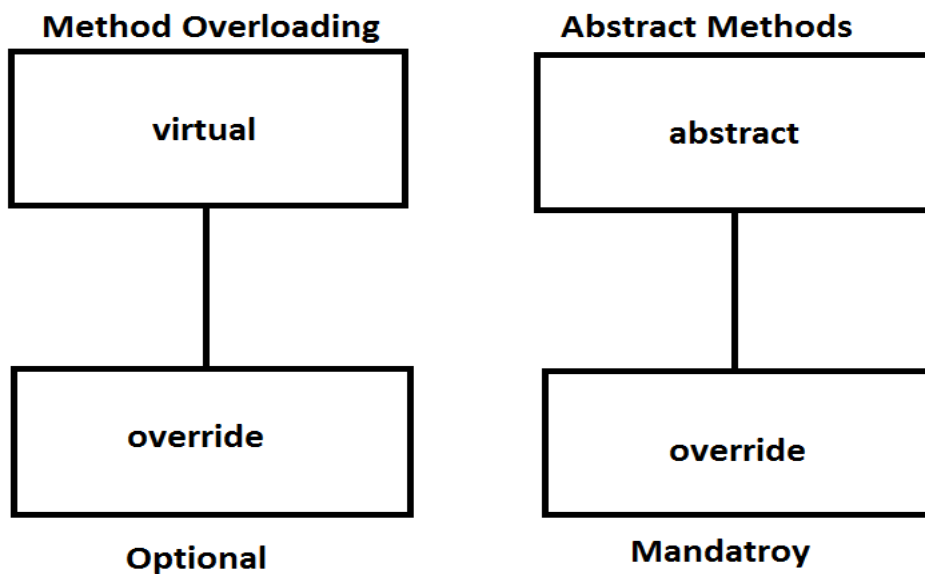 Method Overloading
virtual
override
Optional
Abstract Methods
abstract
override
Mandatroy